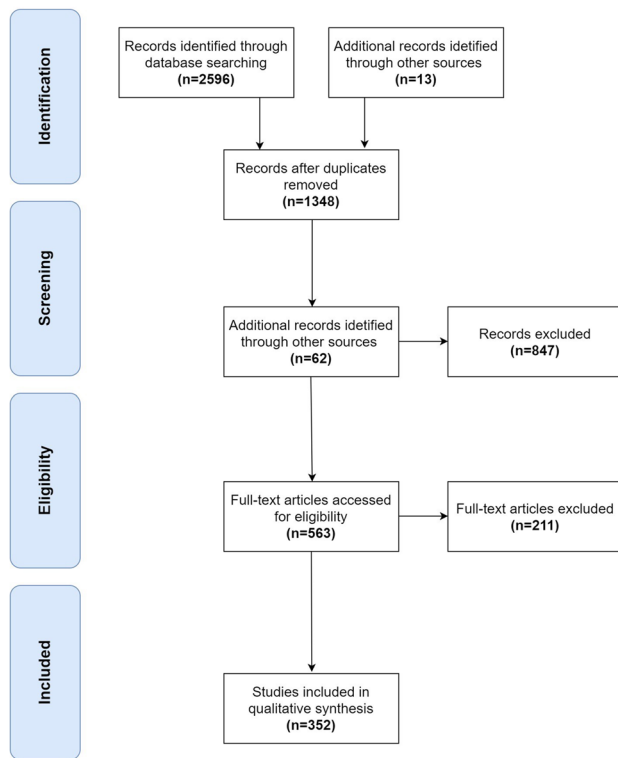 Identification
Records identified through
database searching
(n=2596)
Additional records idetified
through other sources
(n=13)
Records after duplicates
removed
(n=1348)
Screening
Additional records idetified
through other sources
(n=62)
Records excluded
(n=847)
Eligibility
Full-text articles accessed
for eligibility
(n=563)
Full-text articles excluded
(n=211)
Included
Studies included in
qualitative synthesis
(n=352)